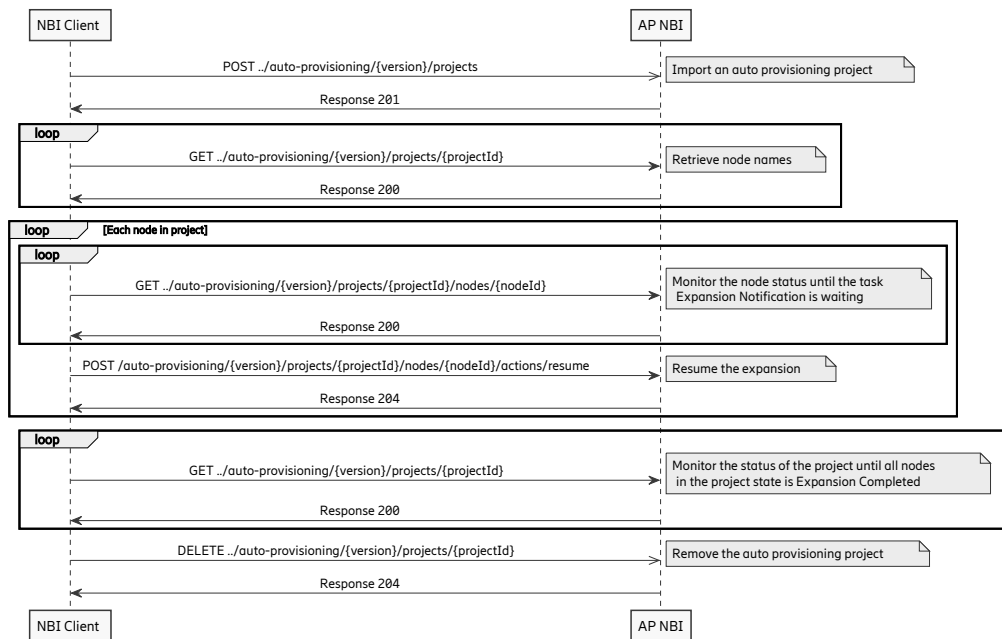 NBI Client
AP NBI
POST ../auto-provisioning/{version}/projects
Import an auto provisioning project
Response 201
loop
GET ../auto-provisioning/{version}/projects/{projectId}
Retrieve node names
Response 200
loop
[Each node in project]
loop
GET ../auto-provisioning/{version}/projects/{projectId}/nodes/{nodeId}
Monitor the node status until the task
Expansion Notification is waiting
Response 200
POST /auto-provisioning/{version}/projects/{projectId}/nodes/{nodeId}/actions/resume
Resume the expansion
Response 204
loop
GET ../auto-provisioning/{version}/projects/{projectId}
Monitor the status of the project until all nodes
in the project state is Expansion Completed
Response 200
DELETE ../auto-provisioning/{version}/projects/{projectId}
Remove the auto provisioning project
Response 204
NBI Client
AP NBI